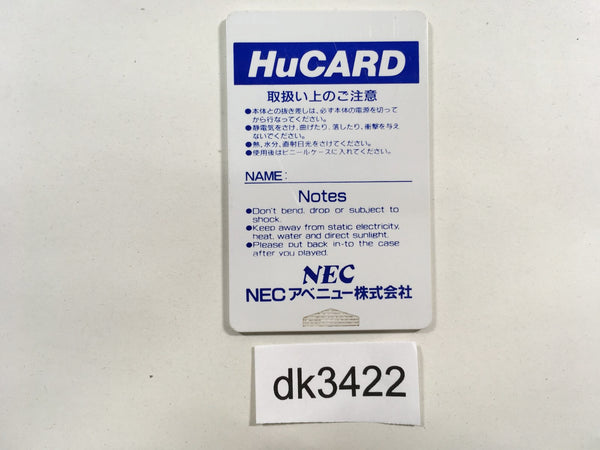 HuCARD
取扱い上のご注意
●本体との抜き差しは、必ず本体の電源を切って
から行なってください。
●静電気をさけ、曲げたり、落したり、衝撃を与え
ないでください。
●熱、水分、直射日光をさけてください。
●使用後はビニールケースに入れてください。
NAME:
Notes
●Don't bend, drop or subject to
shock.
●Keep away from static electricity,
heat, water and direct sunlight.
●Please put back in-to the case
after you played.
NEC
NECアベニュー株式会社
dk3422